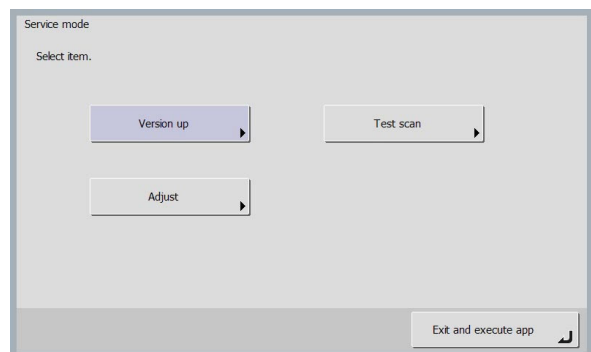 Service mode
Select item.
Version up
Test scan
Adjust
Exit and execute app